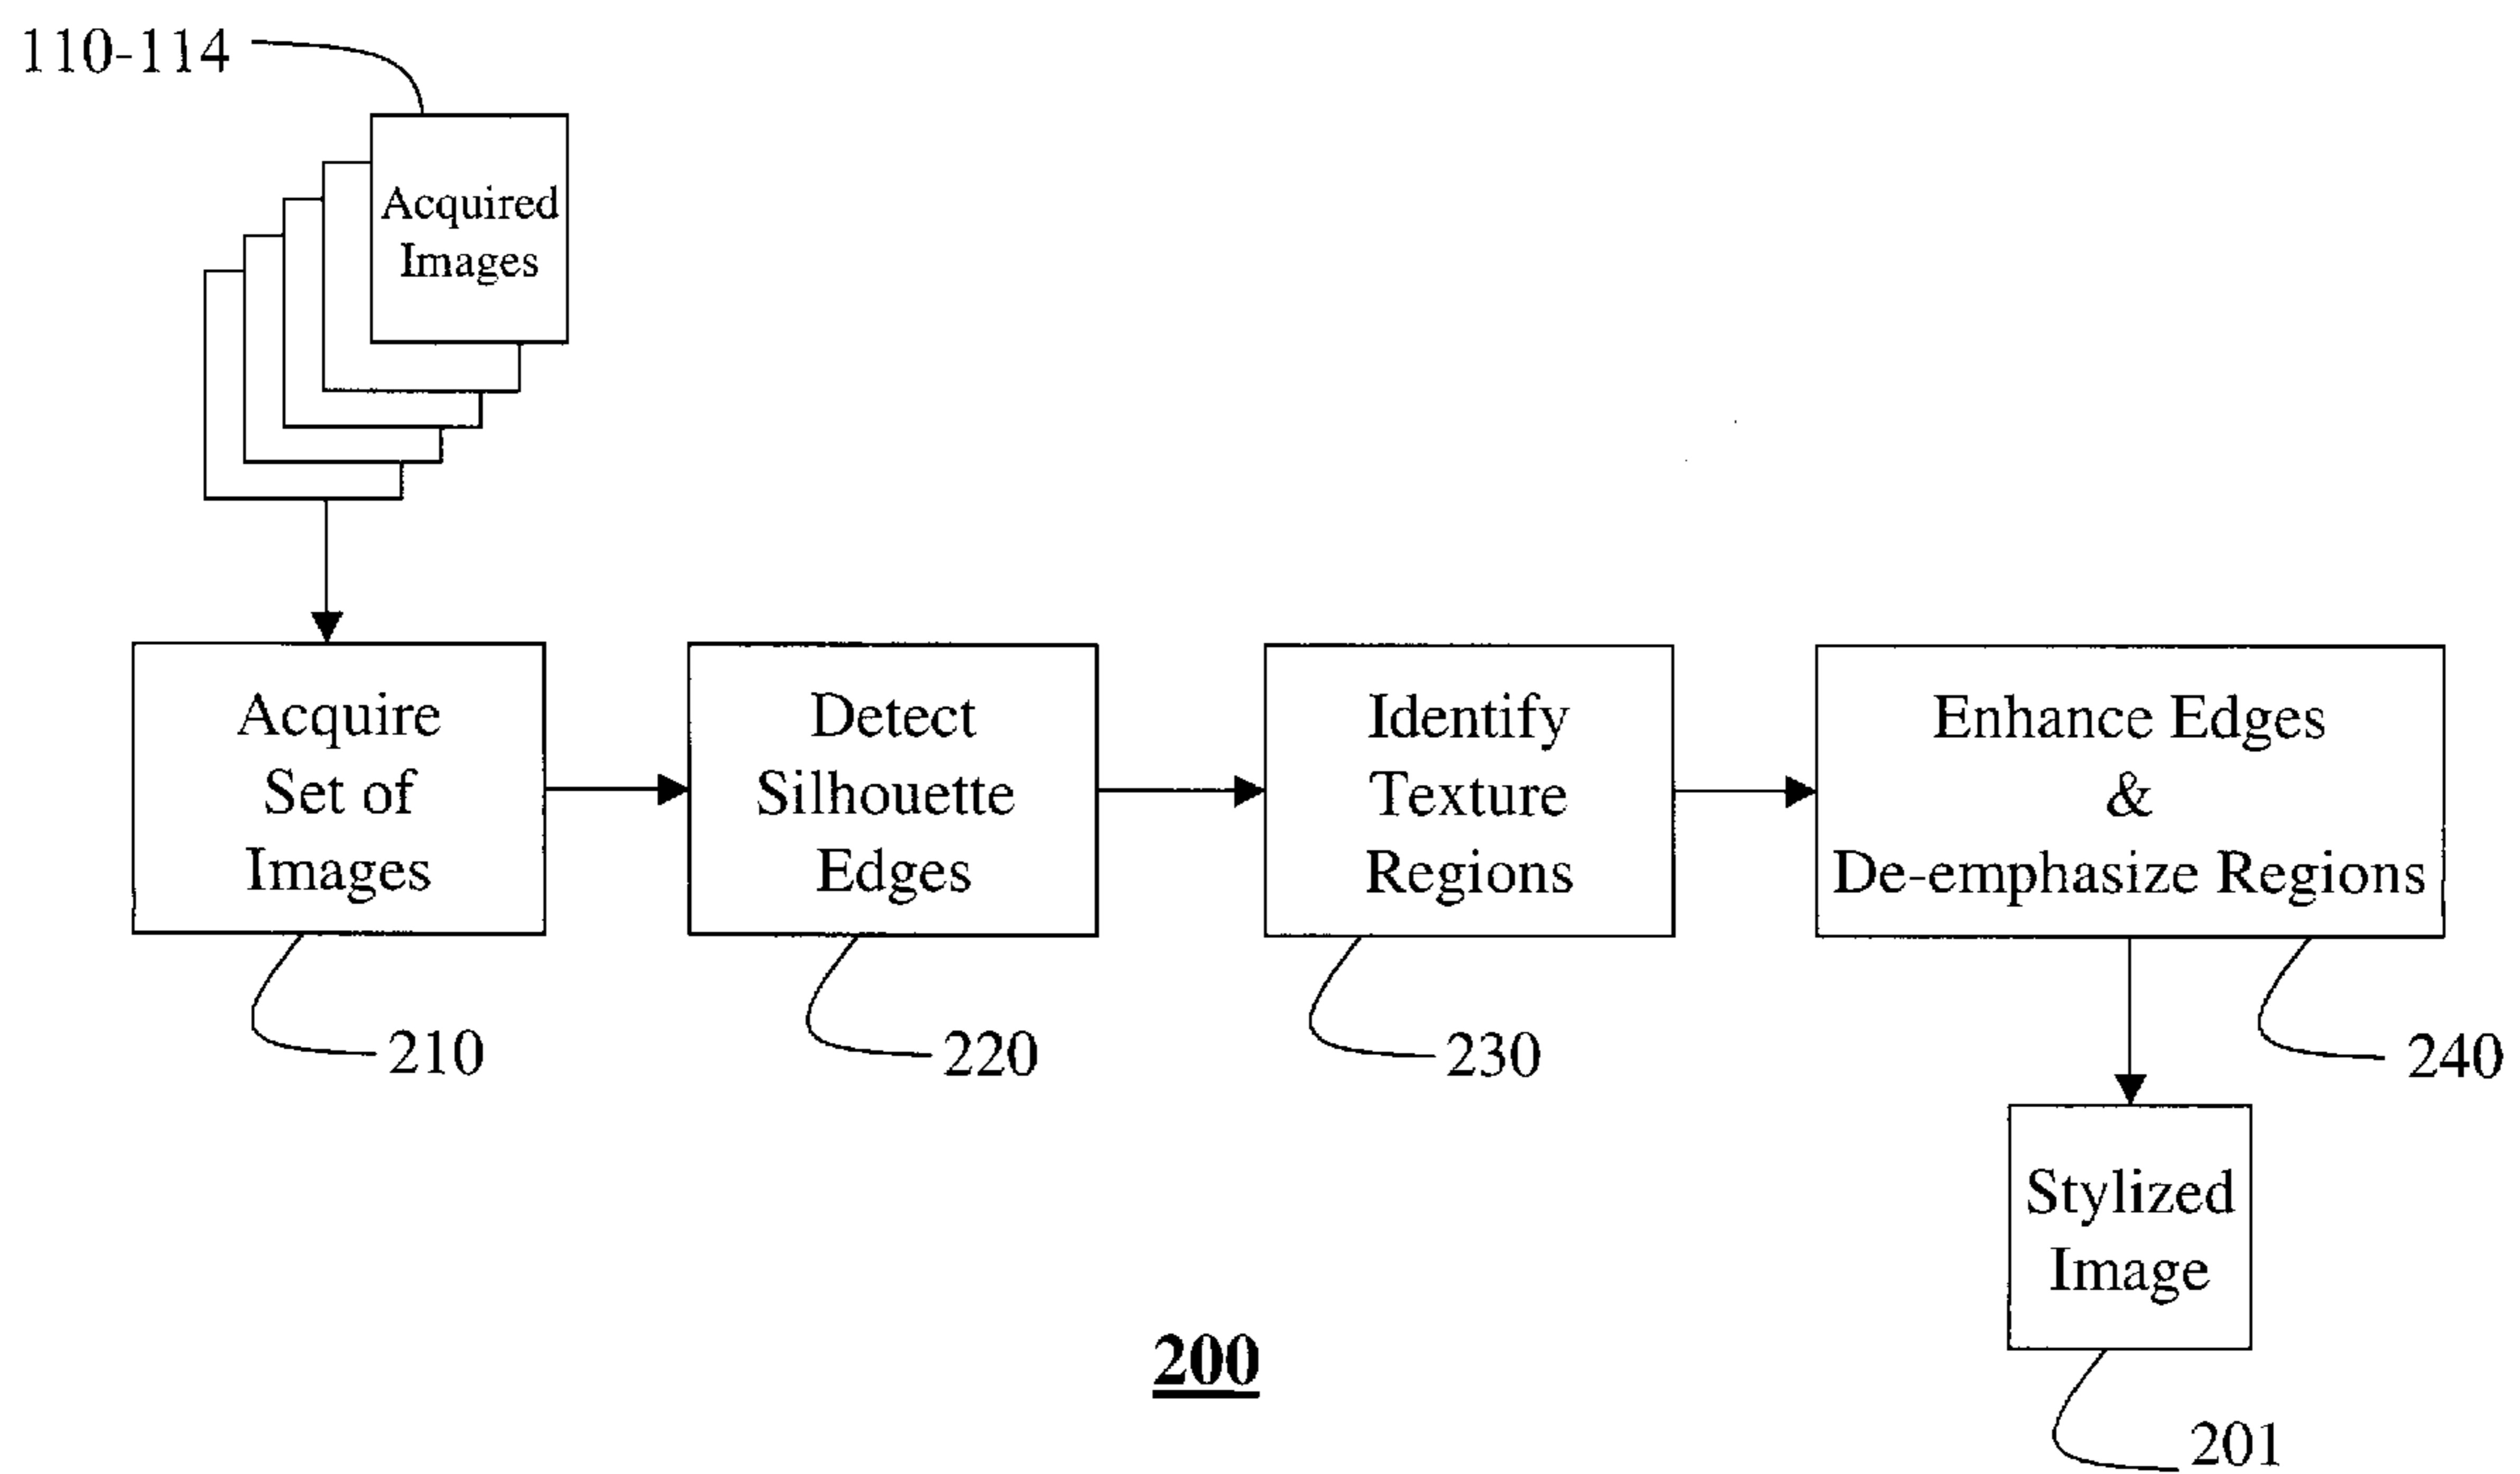 110-114
Acquired
Images
Acquire
Set of
Images
Detect
Silhouette
Edges
Identify
Texture
Regions
Enhance Edges
&
De-emphasize Regions
210
220
230
240
Stylized
Image
200
201